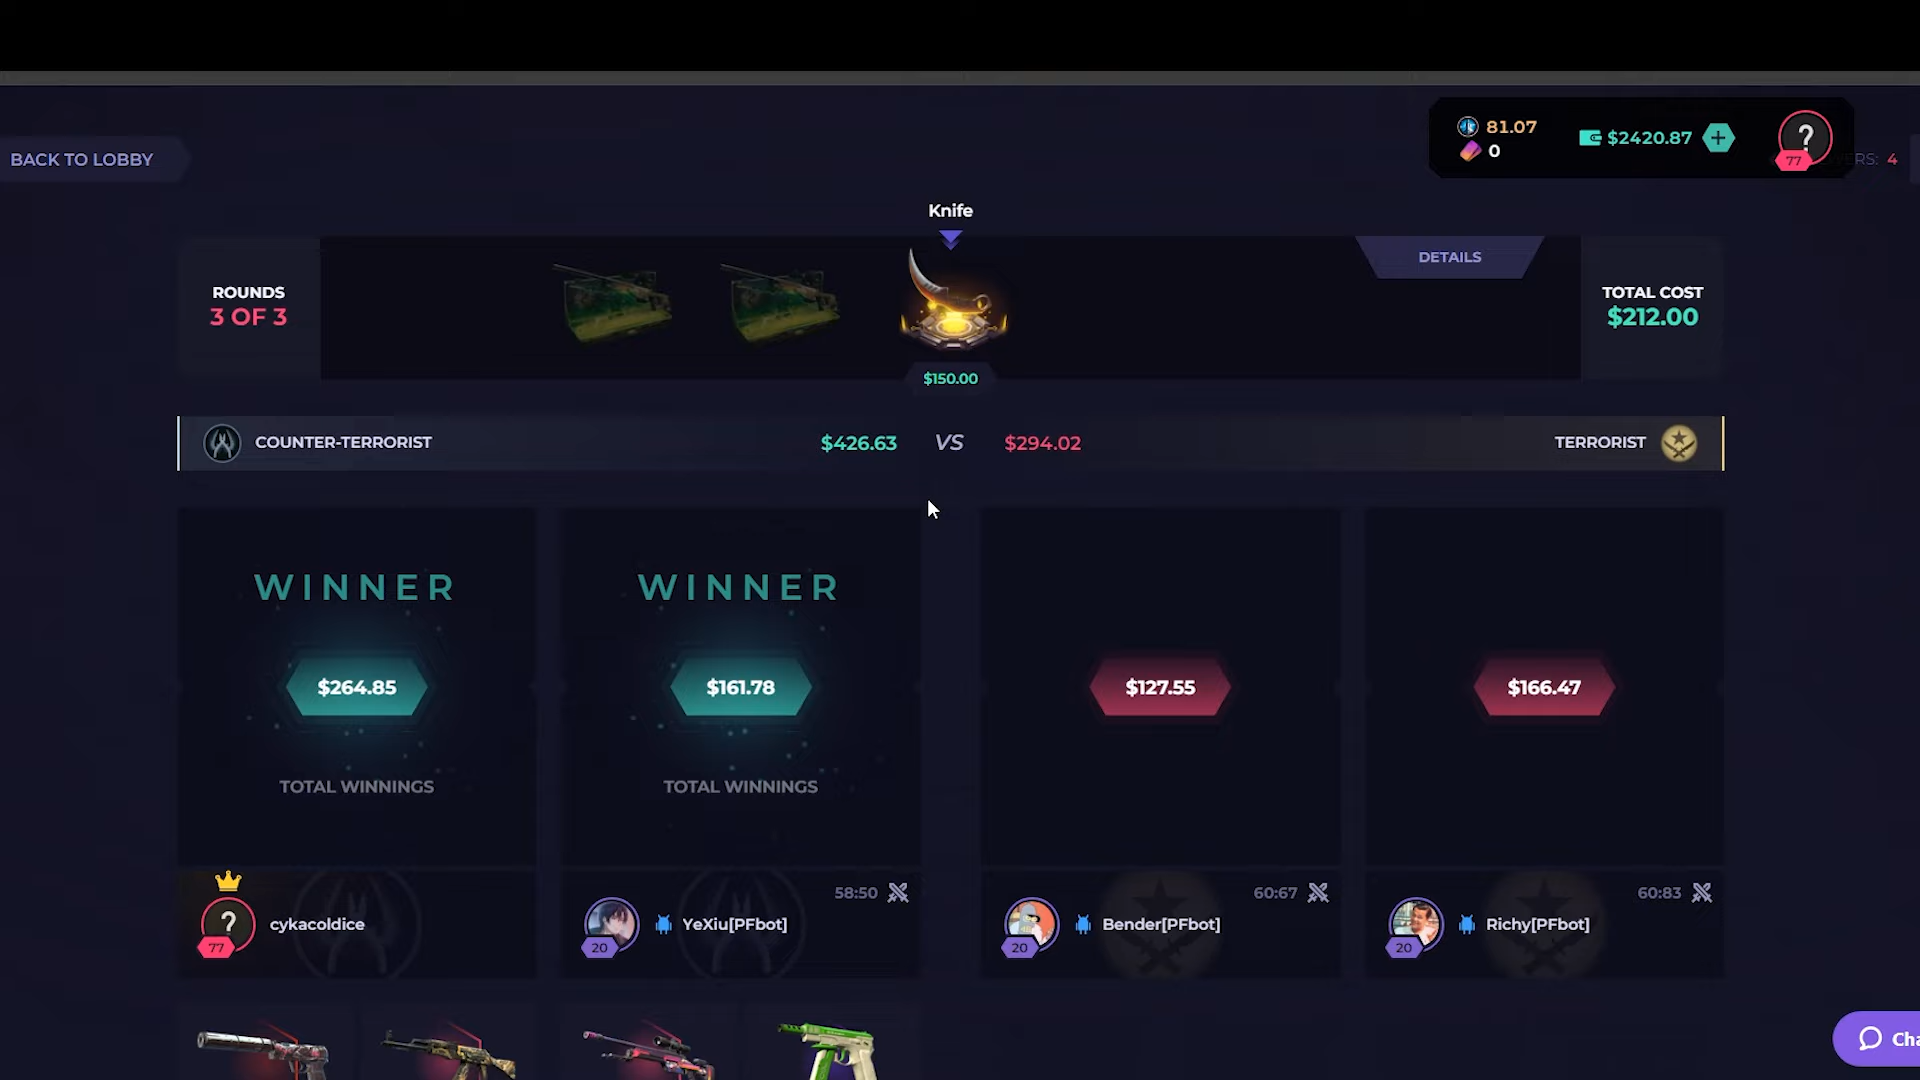 81.07
0
$2420.87
77
BACK TO LOBBY
ERS: 4
Knife
DETAILS
ROUNDS
3 OF 3
TOTAL COST
$212.00
$150.00
COUNTER-TERRORIST
$426.63 VS $294.02
TERRORIST
WINNER
WINNER
$264.85
$161.78
$127.55
$166.47
TOTAL WINNINGS
TOTAL WINNINGS
77
cykacoldice
58:50
20
YeXiu[PFbot]
60:67
20
Bender[PFbot]
60:83
20
Richy[PFbot]
Cha